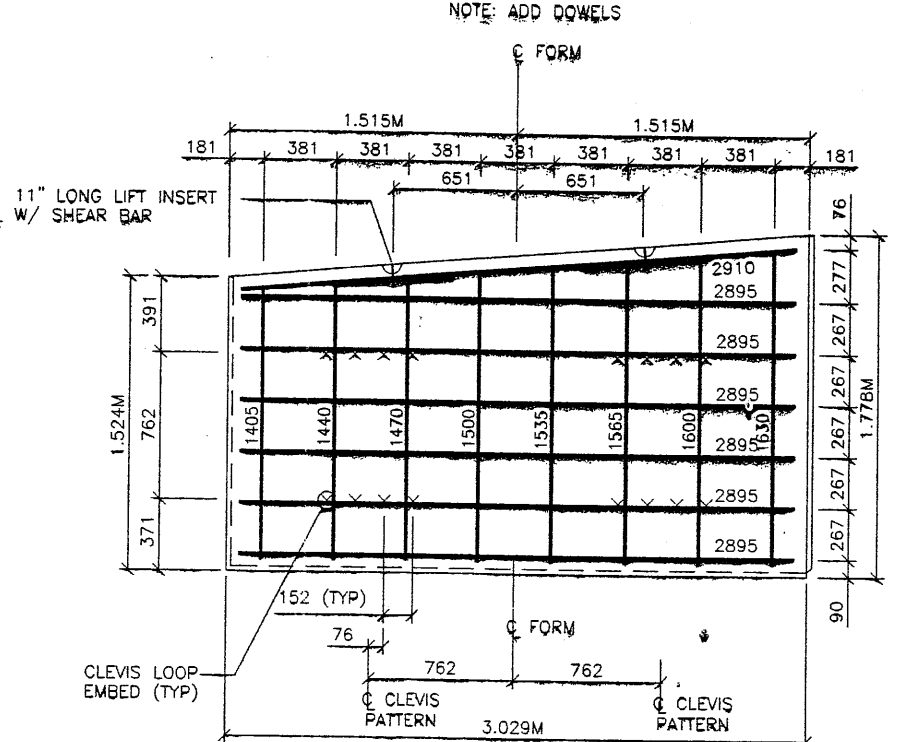 NOTE: ADD DOWELS
℄ FORM
1.515M 1.515M
181 381 381 381 381 381 381 381 181
651 651
11" LONG LIFT INSERT
W/ SHEAR BAR
76
2910
277
2895
391
267
2895
267
2895
1.524M
762
1405
1440
1470
1500
1535
1565
1600
1630
267
1.778M
2895
267
2895
371
267
2895
90
152 (TYP)
76
℄ FORM
762 762
CLEVIS LOOP
EMBED (TYP)
℄ CLEVIS
PATTERN
℄ CLEVIS
PATTERN
3.029M